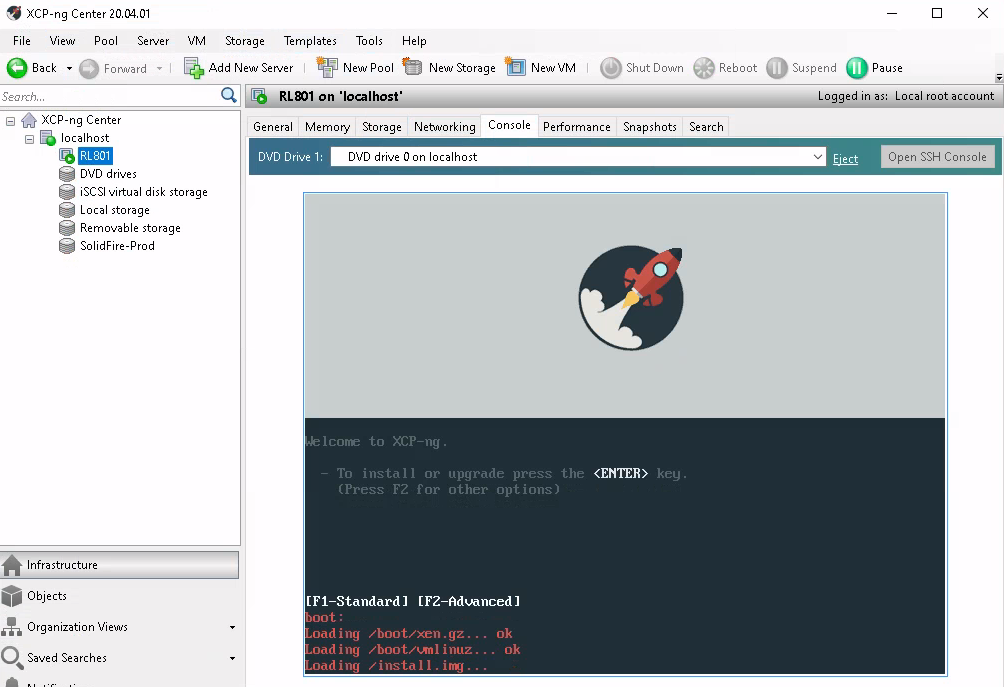 XCP-ng Center 20.04.01
File View Pool Server VM Storage Templates Tools Help
Back Forward Add New Server New Pool New Storage New VM Shut Down Reboot Suspend Pause
Search...
XCP-ng Center
localhost
RL801
DVD drives
iSCSI virtual disk storage
Local storage
Removable storage
SolidFire-Prod
Infrastructure
Objects
Organization Views
Saved Searches
RL801 on 'localhost'
Logged in as: Local root account
General Memory Storage Networking Console Performance Snapshots Search
DVD Drive 1: DVD drive 0 on localhost Eject Open SSH Console
Welcome to XCP-ng.
- To install or upgrade press the <ENTER> key.
(Press F2 for other options)
[F1-Standard] [F2-Advanced]
boot:
Loading /boot/xen.gz... ok
Loading /boot/vmlinuz... ok
Loading /install.img...